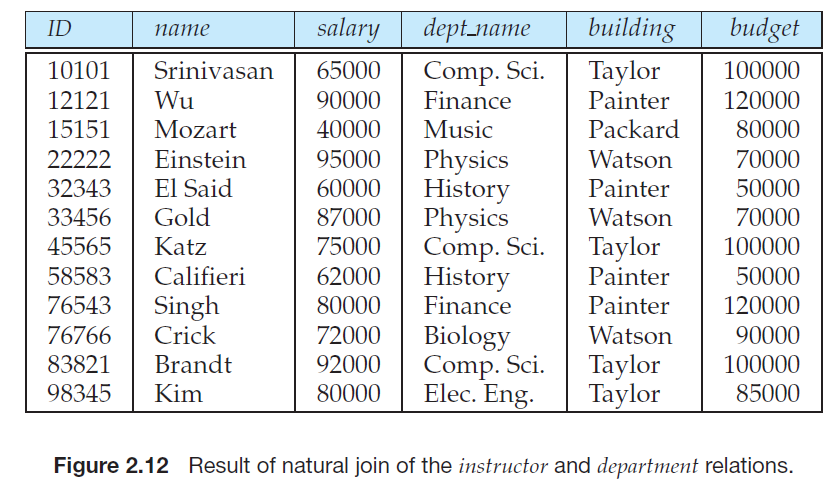 ID name salary dept_name building budget
10101 Srinivasan 65000 Comp. Sci. Taylor 100000
12121 Wu 90000 Finance Painter 120000
15151 Mozart 40000 Music Packard 80000
22222 Einstein 95000 Physics Watson 70000
32343 El Said 60000 History Painter 50000
33456 Gold 87000 Physics Watson 70000
45565 Katz 75000 Comp. Sci. Taylor 100000
58583 Califieri 62000 History Painter 50000
76543 Singh 80000 Finance Painter 120000
76766 Crick 72000 Biology Watson 90000
83821 Brandt 92000 Comp. Sci. Taylor 100000
98345 Kim 80000 Elec. Eng. Taylor 85000
Figure 2.12 Result of natural join of the instructor and department relations.